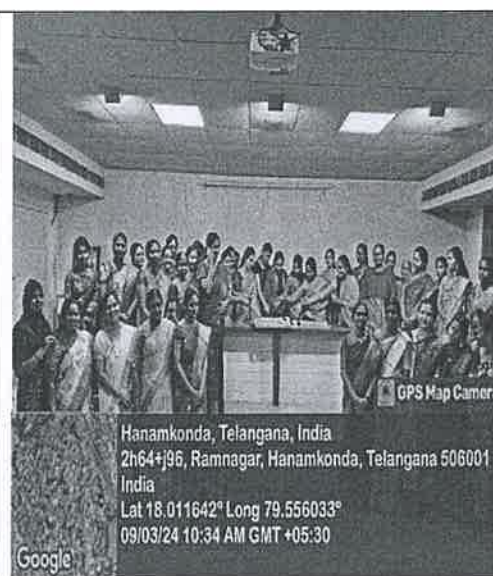 GPS Map Camer
Hanamkonda, Telangana, India
2h64+j96, Ramnagar, Hanamkonda, Telangana 506001
India
Lat 18.011642° Long 79.556033°
09/03/24 10:34 AM GMT +05:30
Google